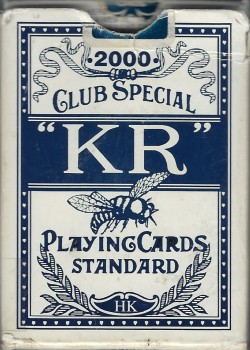 2000
CLUB SPECIAL
"KR"
PLAYING CARDS
STANDARD
HK